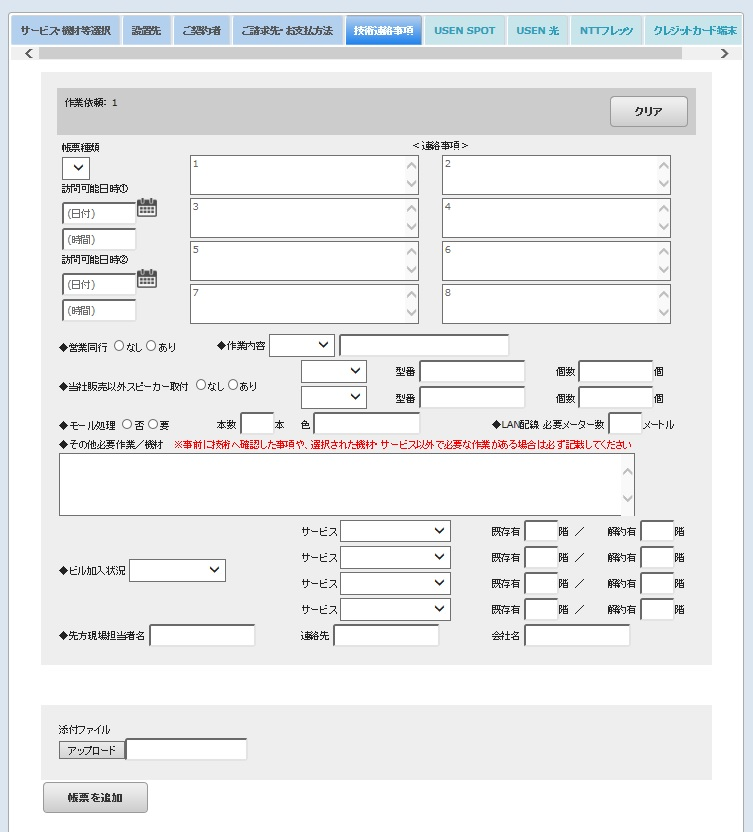 サービス・機材等選択 設置先 ご契約者 ご請求先・お支払方法 技術連絡事項 USEN SPOT USEN 光 NTTフレッツ クレジットカード端末
作業依頼: 1 クリア
帳票種類 <連絡事項>
1 2
訪問可能日時①
(日付) 3 4
(時間)
訪問可能日時② 5 6
(日付)
(時間) 7 8
◆営業同行 なし あり ◆作業内容
型番 個数 個
◆当社販売以外スピーカー取付 なし あり
型番 個数 個
◆モール処理 否 要 本数 本 色 ◆LAN配線 必要メーター数 メートル
◆その他必要作業／機材 ※事前に技術へ確認した事項や、選択された機材・サービス以外で必要な作業がある場合は必ず記載してください
サービス 既存有 階 ／ 解約有 階
サービス 既存有 階 ／ 解約有 階
◆ビル加入状況
サービス 既存有 階 ／ 解約有 階
サービス 既存有 階 ／ 解約有 階
◆先方現場担当者名 連絡先 会社名
添付ファイル
アップロード
帳票を追加